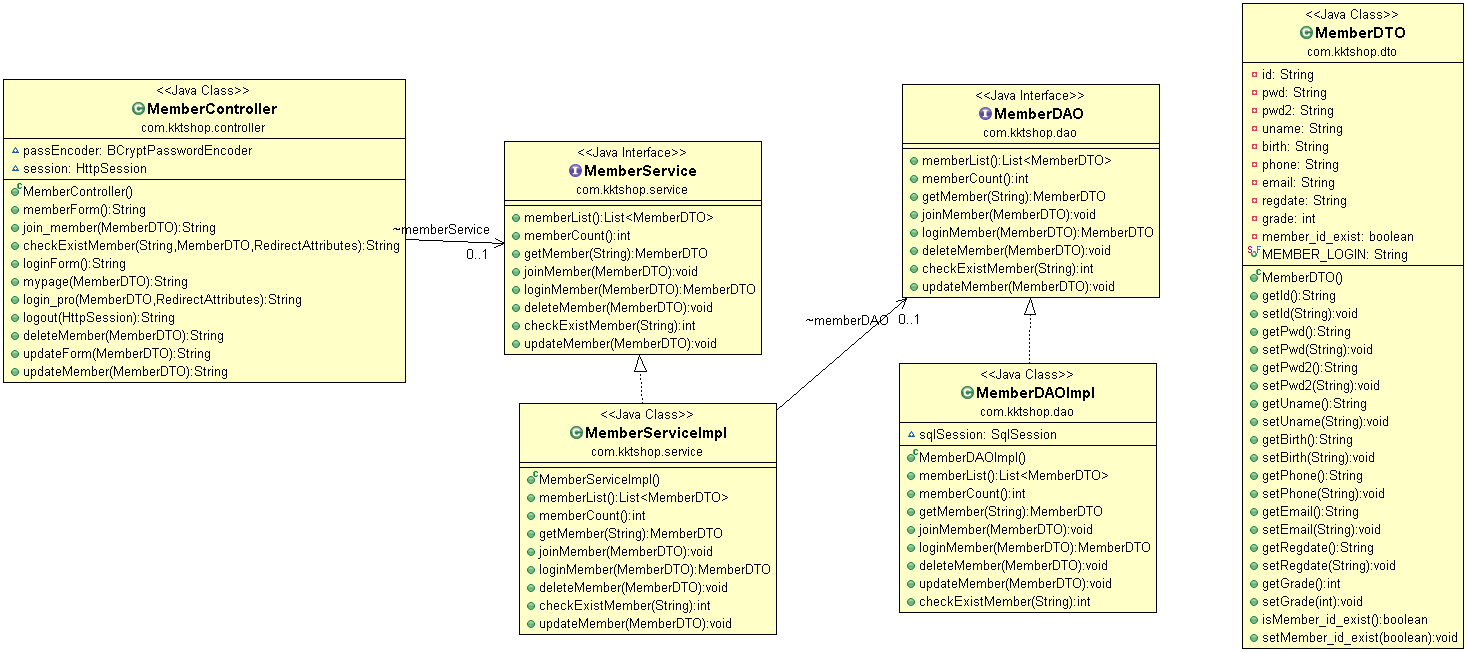 <<Java Class>>
MemberController
com.kktshop.controller
passEncoder: BCryptPasswordEncoder
session: HttpSession
MemberController()
memberForm():String
join_member(MemberDTO):String
checkExistMember(String,MemberDTO,RedirectAttributes):String
loginForm():String
mypage(MemberDTO):String
login_pro(MemberDTO,RedirectAttributes):String
logout(HttpSession):String
deleteMember(MemberDTO):String
updateForm(MemberDTO):String
updateMember(MemberDTO):String
~memberService
0..1
<<Java Interface>>
MemberService
com.kktshop.service
memberList():List<MemberDTO>
memberCount():int
getMember(String):MemberDTO
joinMember(MemberDTO):void
loginMember(MemberDTO):MemberDTO
deleteMember(MemberDTO):void
checkExistMember(String):int
updateMember(MemberDTO):void
<<Java Class>>
MemberServiceImpl
com.kktshop.service
MemberServiceImpl()
memberList():List<MemberDTO>
memberCount():int
getMember(String):MemberDTO
joinMember(MemberDTO):void
loginMember(MemberDTO):MemberDTO
deleteMember(MemberDTO):void
checkExistMember(String):int
updateMember(MemberDTO):void
~memberDAO
0..1
<<Java Interface>>
MemberDAO
com.kktshop.dao
memberList():List<MemberDTO>
memberCount():int
getMember(String):MemberDTO
joinMember(MemberDTO):void
loginMember(MemberDTO):MemberDTO
deleteMember(MemberDTO):void
checkExistMember(String):int
updateMember(MemberDTO):void
<<Java Class>>
MemberDAOImpl
com.kktshop.dao
sqlSession: SqlSession
MemberDAOImpl()
memberList():List<MemberDTO>
memberCount():int
getMember(String):MemberDTO
joinMember(MemberDTO):void
loginMember(MemberDTO):MemberDTO
deleteMember(MemberDTO):void
updateMember(MemberDTO):void
checkExistMember(String):int
<<Java Class>>
MemberDTO
com.kktshop.dto
id: String
pwd: String
pwd2: String
uname: String
birth: String
phone: String
email: String
regdate: String
grade: int
member_id_exist: boolean
MEMBER_LOGIN: String
MemberDTO()
getId():String
setId(String):void
getPwd():String
setPwd(String):void
getPwd2():String
setPwd2(String):void
getUname():String
setUname(String):void
getBirth():String
setBirth(String):void
getPhone():String
setPhone(String):void
getEmail():String
setEmail(String):void
getRegdate():String
setRegdate(String):void
getGrade():int
setGrade(int):void
isMember_id_exist():boolean
setMember_id_exist(boolean):void